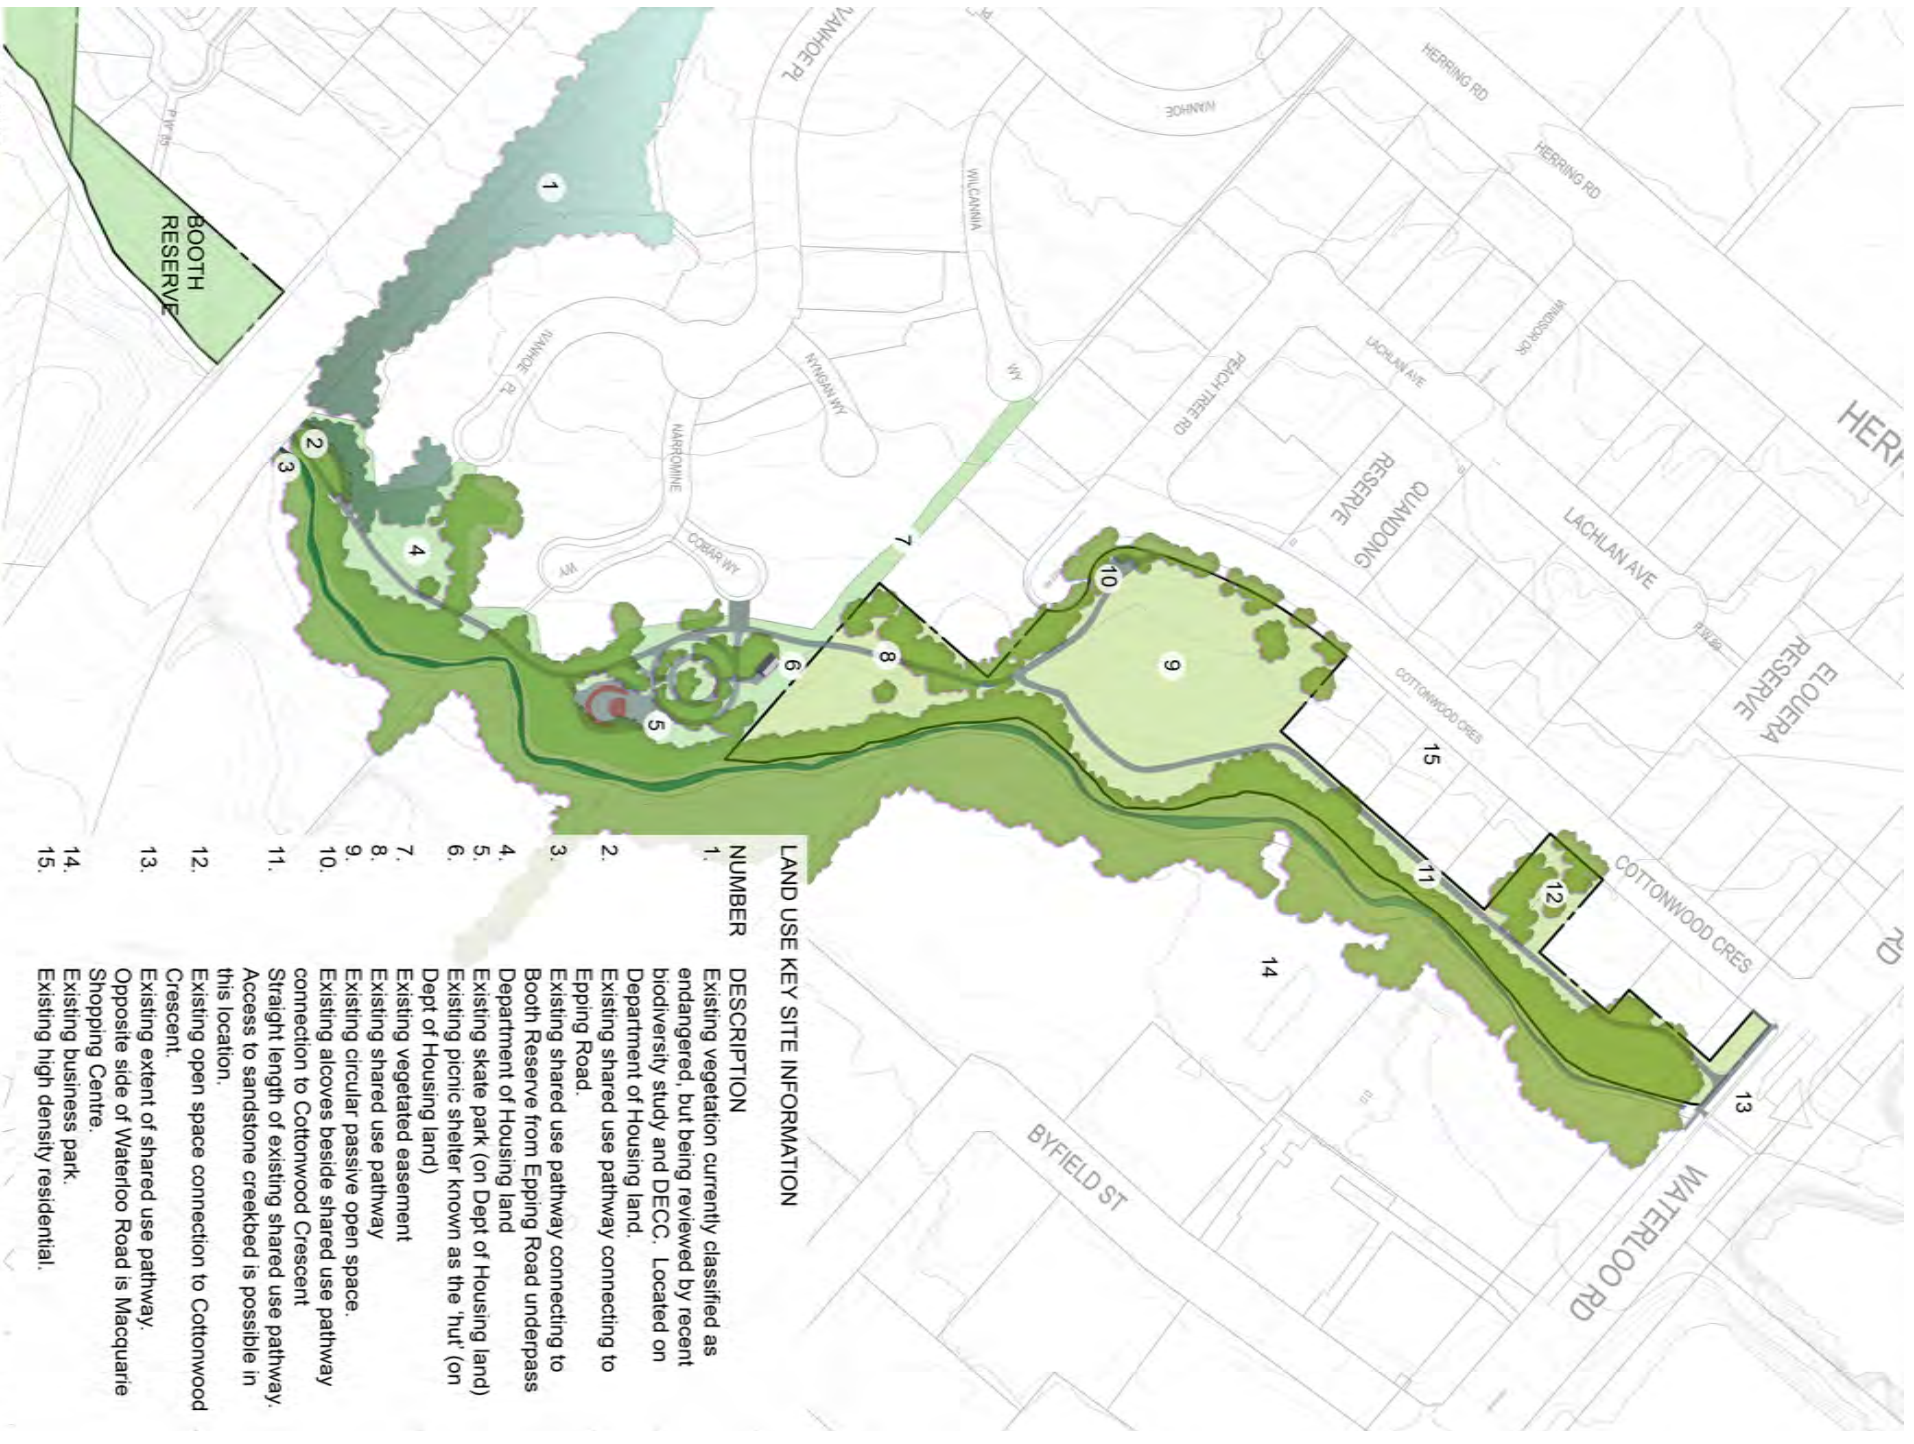 LAND USE KEY SITE INFORMATION
NUMBER DESCRIPTION
1. Existing vegetation currently classified as
endangered, but being reviewed by recent
biodiversity study and DECC. Located on
Department of Housing land.
2. Existing shared use pathway connecting to
Epping Road.
3. Existing shared use pathway connecting to
Booth Reserve from Epping Road underpass
4. Department of Housing land
5. Existing skate park (on Dept of Housing land)
6. Existing picnic shelter known as the 'hut' (on
Dept of Housing land)
7. Existing vegetated easement
8. Existing shared use pathway
9. Existing circular passive open space.
10. Existing alcoves beside shared use pathway
connection to Cottonwood Crescent
11. Straight length of existing shared use pathway.
Access to sandstone creekbed is possible in
this location.
12. Existing open space connection to Cottonwood
Crescent.
13. Existing extent of shared use pathway.
Opposite side of Waterloo Road is Macquarie
Shopping Centre.
14. Existing business park.
15. Existing high density residential.
HERR
RD
HERRING RD
HERRING RD
IVANHOE
IVANHOE PL
WILCANNIA
WY
WINDSOR DR
LACHLAN AVE
LACHLAN AVE
PEACH TREE RD
QUANDONG
RESERVE
ELOUERA
RESERVE
COTTONWOOD CRES
COTTONWOOD CRES
WATERLOO RD
BYFIELD ST
NYNGAN WY
NARROMINE
WY
COBAR WY
IVANHOE PL
PL
BOOTH
RESERVE
1
2
3
4
5
6
7
8
9
10
11
12
13
14
15